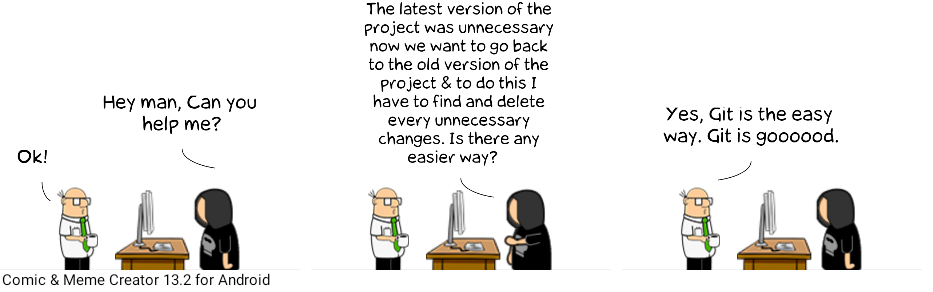 Hey man, Can you
help me?
Ok!
The latest version of the
project was unnecessary
now we want to go back
to the old version of the
project & to do this I
have to find and delete
every unnecessary
changes. Is there any
easier way?
Yes, Git is the easy
way. Git is goooood.
Comic & Meme Creator 13.2 for Android